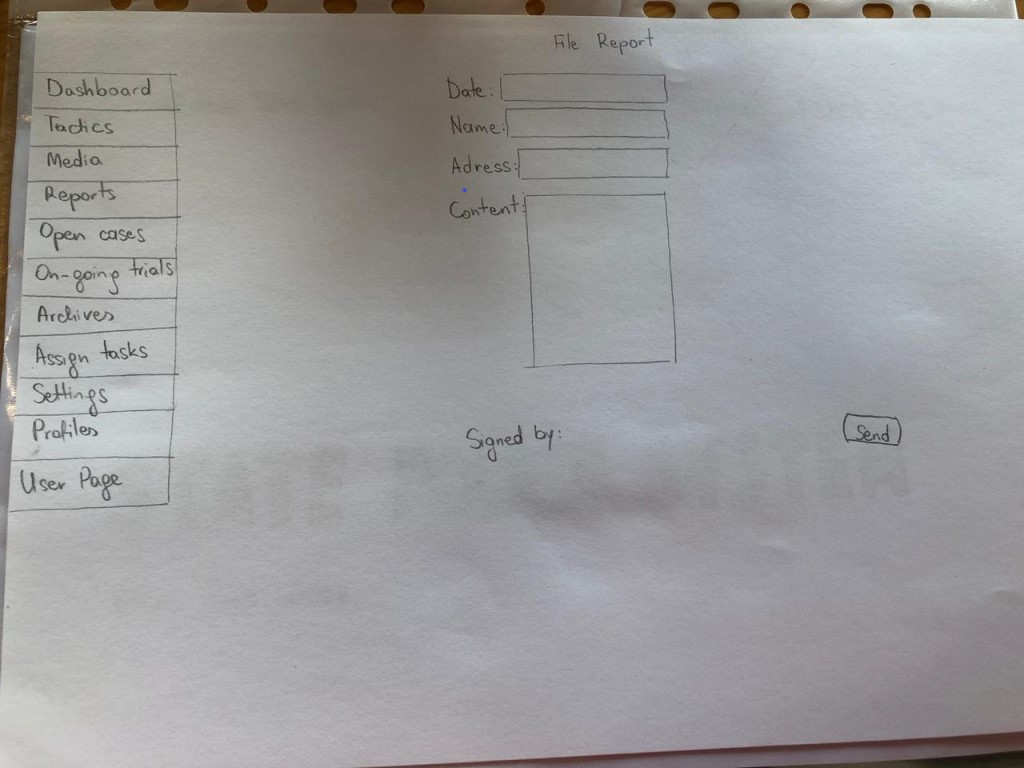 File Report
Dashboard
Tactics
Media
Reports
Open cases
On-going trials
Archives
Assign tasks
Settings
Profiles
User Page
Date:
Name:
Adress:
Content:
Signed by:
Send